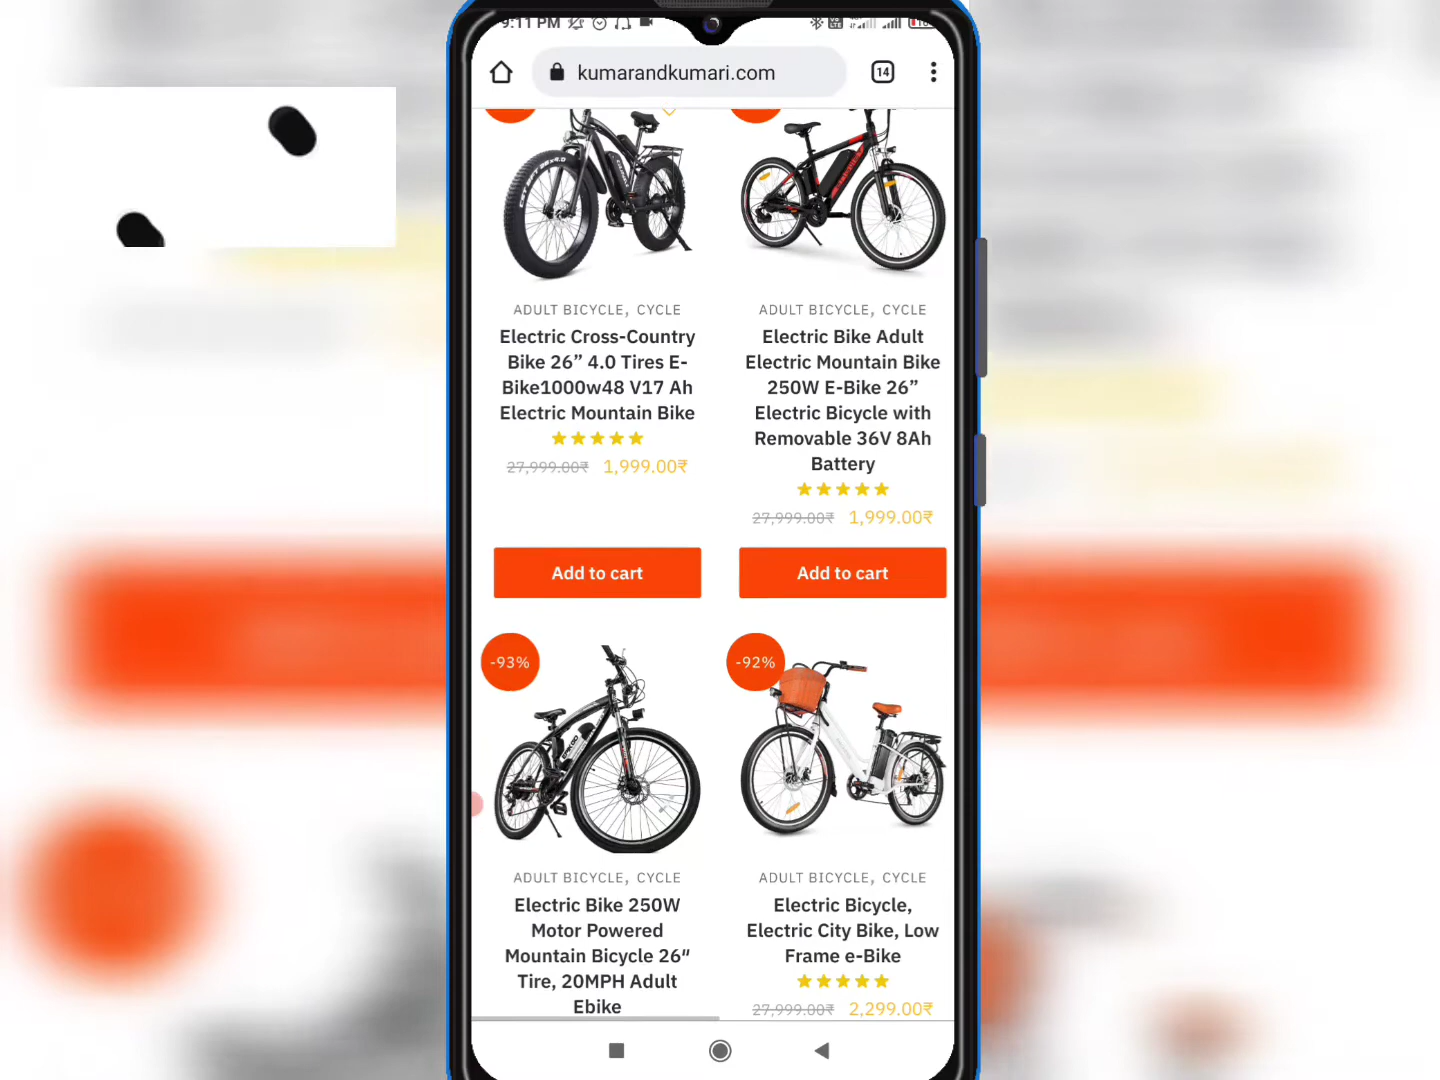 9:11 PM
kumarandkumari.com
14
ADULT BICYCLE, CYCLE
Electric Cross-Country
Bike 26” 4.0 Tires E-
Bike1000w48 V17 Ah
Electric Mountain Bike
27,999.00₹ 1,999.00₹
Add to cart
ADULT BICYCLE, CYCLE
Electric Bike Adult
Electric Mountain Bike
250W E-Bike 26”
Electric Bicycle with
Removable 36V 8Ah
Battery
27,999.00₹ 1,999.00₹
Add to cart
-93%
ADULT BICYCLE, CYCLE
Electric Bike 250W
Motor Powered
Mountain Bicycle 26"
Tire, 20MPH Adult
Ebike
-92%
ADULT BICYCLE, CYCLE
Electric Bicycle,
Electric City Bike, Low
Frame e-Bike
27,999.00₹ 2,299.00₹